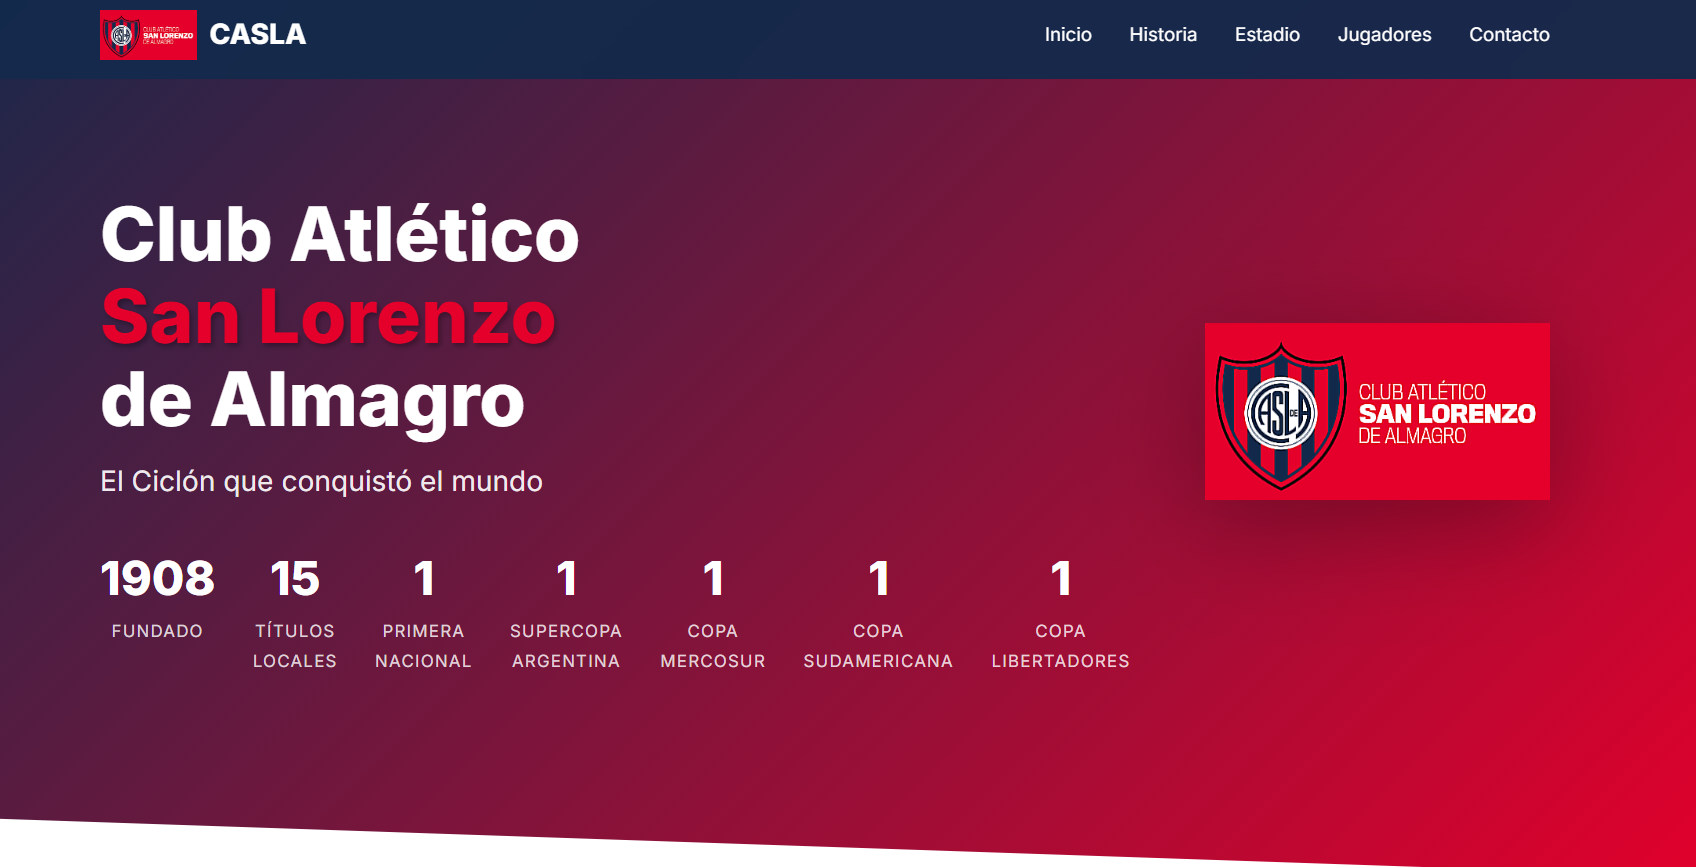 CLUB ATLÉTICO
SAN LORENZO
DE ALMAGRO
CASLA
Inicio
Historia
Estadio
Jugadores
Contacto
Club Atlético
San Lorenzo
de Almagro
El Ciclón que conquistó el mundo
CASLA
DE
CLUB ATLÉTICO
SAN LORENZO
DE ALMAGRO
1908
FUNDADO
15
TÍTULOS
LOCALES
1
PRIMERA
NACIONAL
1
SUPERCOPA
ARGENTINA
1
COPA
MERCOSUR
1
COPA
SUDAMERICANA
1
COPA
LIBERTADORES